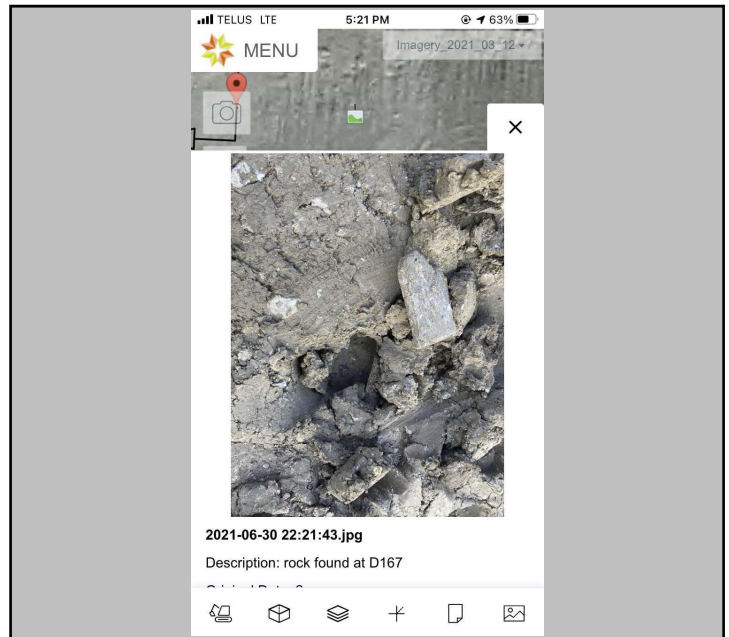 TELUS LTE 5:21 PM 63%
MENU
Imagery_2021_03_12
2021-06-30 22:21:43.jpg
Description: rock found at D167